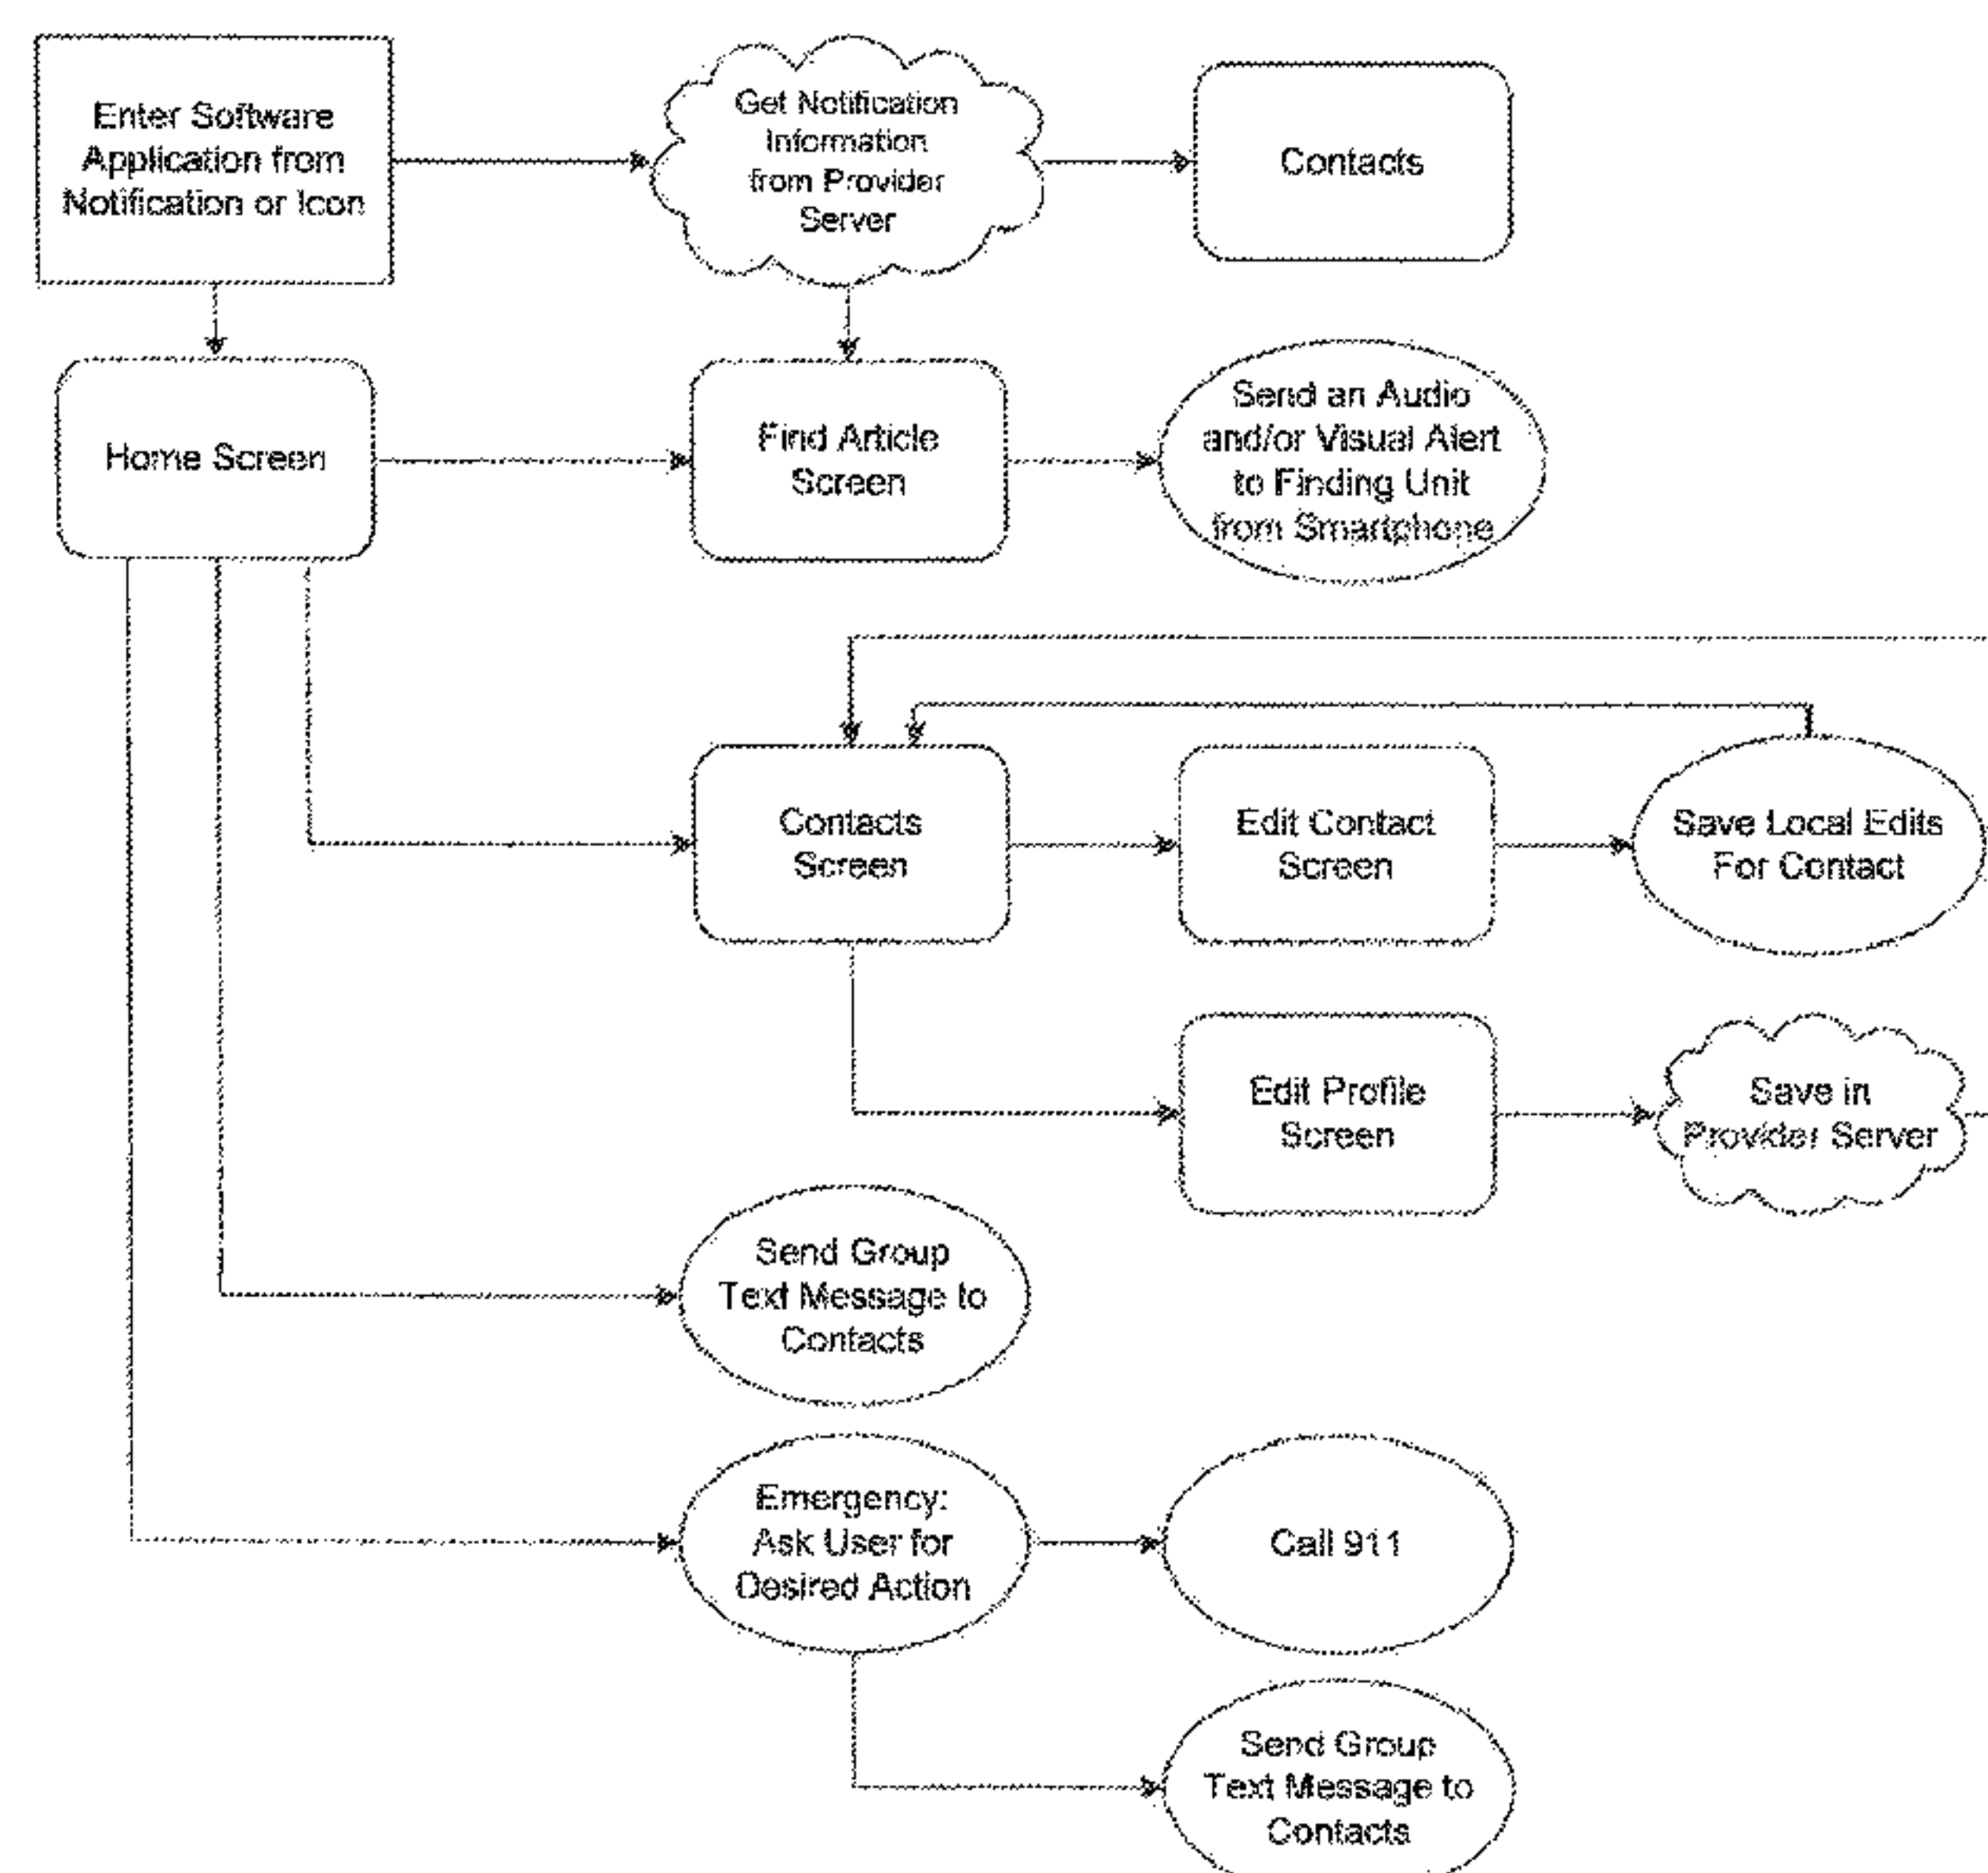 Enter Software
Application from
Notification or Icon
Get Notification
Information
from Provider
Server
Contacts
Home Screen
Find Article
Screen
Send an Audio
and/or Visual Alert
to Finding Unit
from Smartphone
Contacts
Screen
Edit Contact
Screen
Save Local Edits
For Contact
Edit Profile
Screen
Save in
Provider Server
Send Group
Text Message to
Contacts
Emergency:
Ask User for
Desired Action
Call 911
Send Group
Text Message to
Contacts